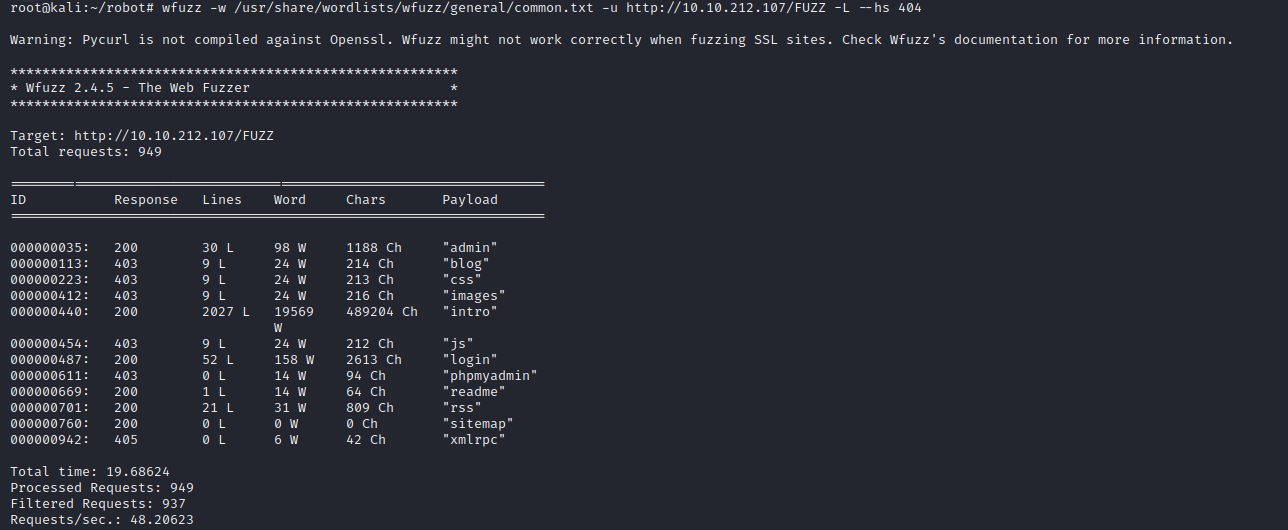 root@kali:~/robot# wfuzz -w /usr/share/wordlists/wfuzz/general/common.txt -u http://10.10.212.107/FUZZ -L --hs 404
Warning: Pycurl is not compiled against Openssl. Wfuzz might not work correctly when fuzzing SSL sites. Check Wfuzz's documentation for more information.
********************************************************
* Wfuzz 2.4.5 - The Web Fuzzer                         *
********************************************************
Target: http://10.10.212.107/FUZZ
Total requests: 949
===================================================================
ID           Response   Lines    Word     Chars       Payload
===================================================================
000000035:   200        30 L     98 W     1188 Ch     "admin"
000000113:   403        9 L      24 W     214 Ch      "blog"
000000223:   403        9 L      24 W     213 Ch      "css"
000000412:   403        9 L      24 W     216 Ch      "images"
000000440:   200        2027 L   19569    489204 Ch   "intro"
                                 W
000000454:   403        9 L      24 W     212 Ch      "js"
000000487:   200        52 L     158 W    2613 Ch     "login"
000000611:   403        0 L      14 W     94 Ch       "phpmyadmin"
000000669:   200        1 L      14 W     64 Ch       "readme"
000000701:   200        21 L     31 W     809 Ch      "rss"
000000760:   200        0 L      0 W      0 Ch        "sitemap"
000000942:   405        0 L      6 W      42 Ch       "xmlrpc"
Total time: 19.68624
Processed Requests: 949
Filtered Requests: 937
Requests/sec.: 48.20623